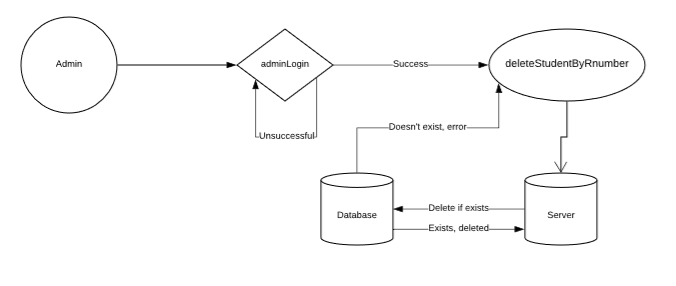 Admin
adminLogin
Success
deleteStudentByRnumber
Unsuccessful
Doesn't exist, error
Database
Delete if exists
Exists, deleted
Server